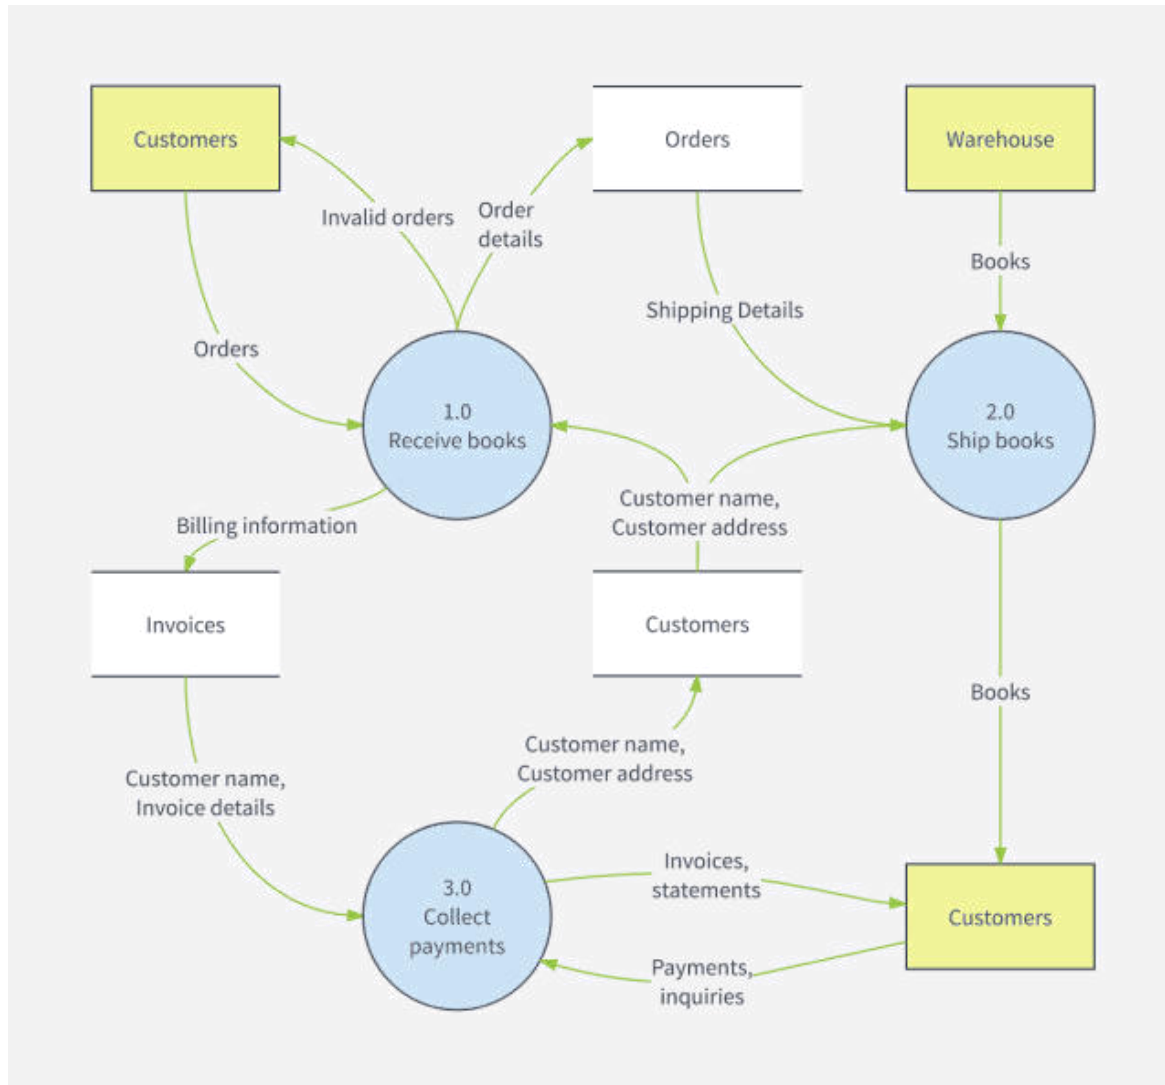 Customers
Orders
Warehouse
Invalid orders
Order
details
Books
Shipping Details
Orders
1.0
Receive books
2.0
Ship books
Customer name,
Customer address
Billing information
Invoices
Customers
Books
Customer name,
Customer address
Customer name,
Invoice details
Invoices,
statements
3.0
Collect
payments
Customers
Payments,
inquiries